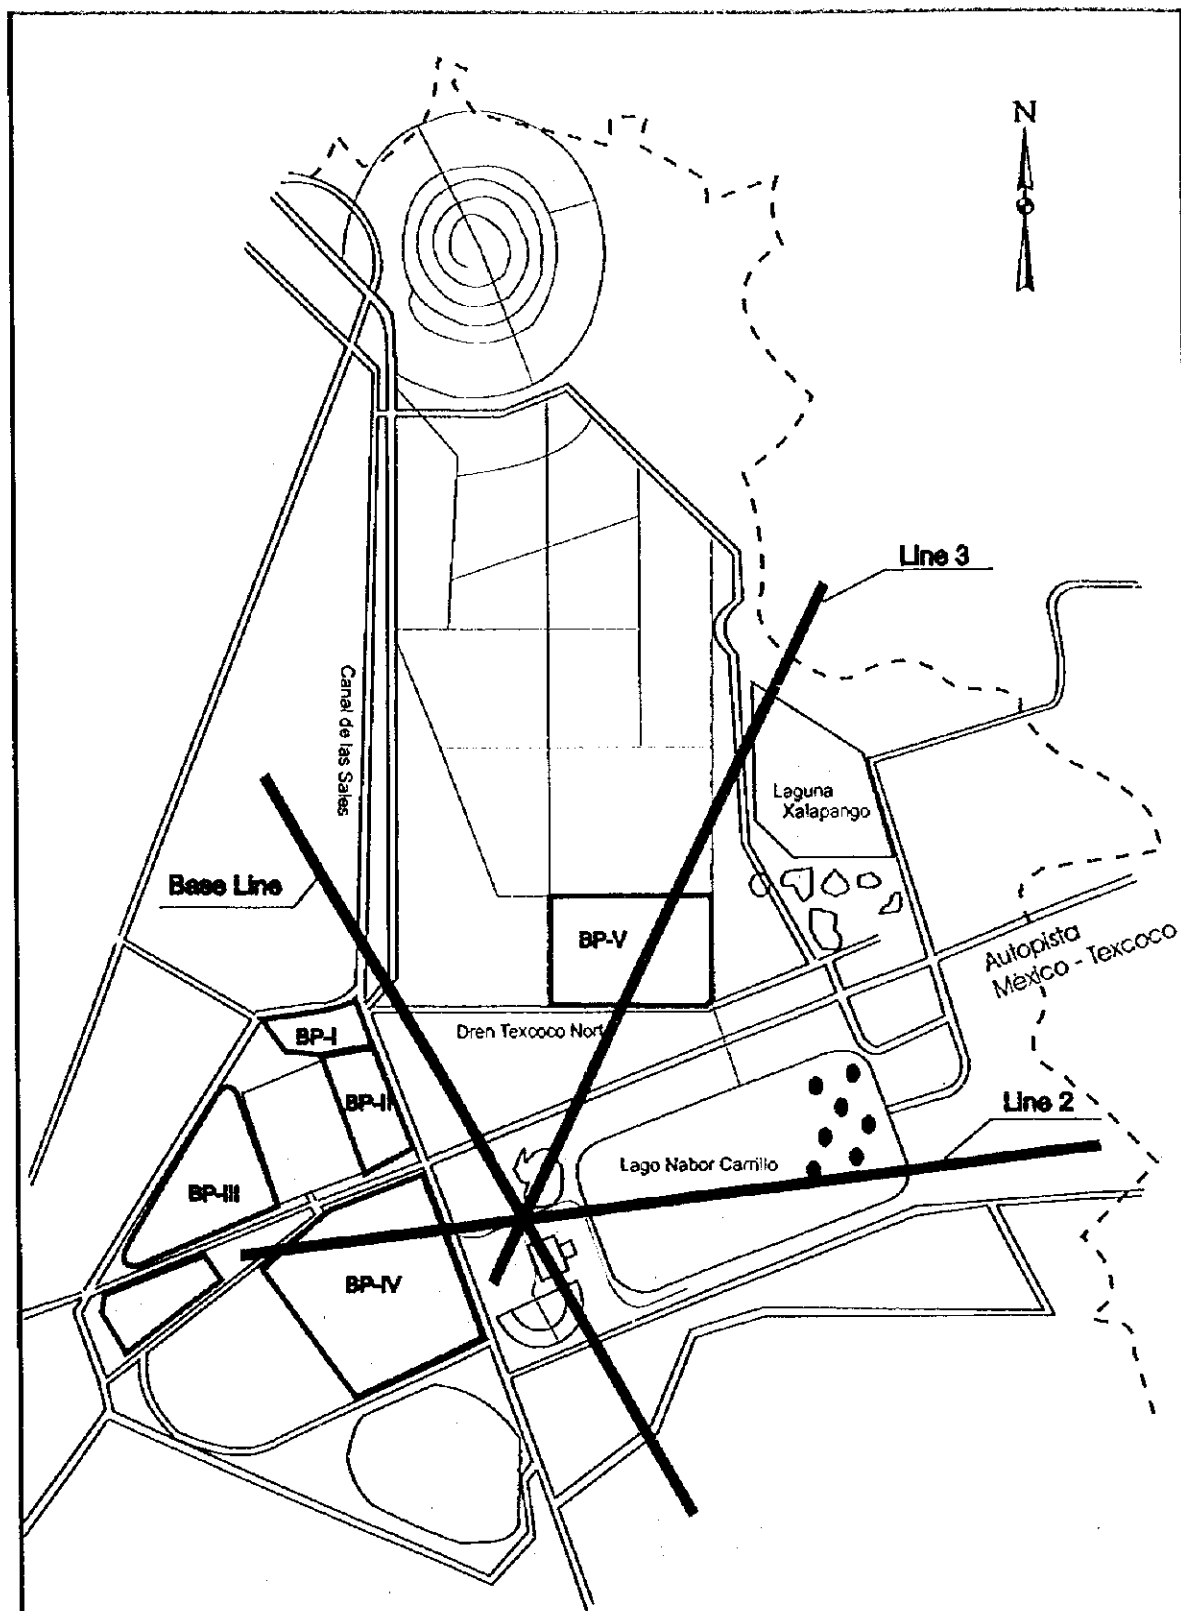 N
Line 3
Canal de las Sales
Laguna
Xalapango
Base Line
BP-V
Autopista
México - Texcoco
Dren Texcoco Nort
BP-I
BP-II
Line 2
Lago Nabor Carrillo
BP-III
BP-IV